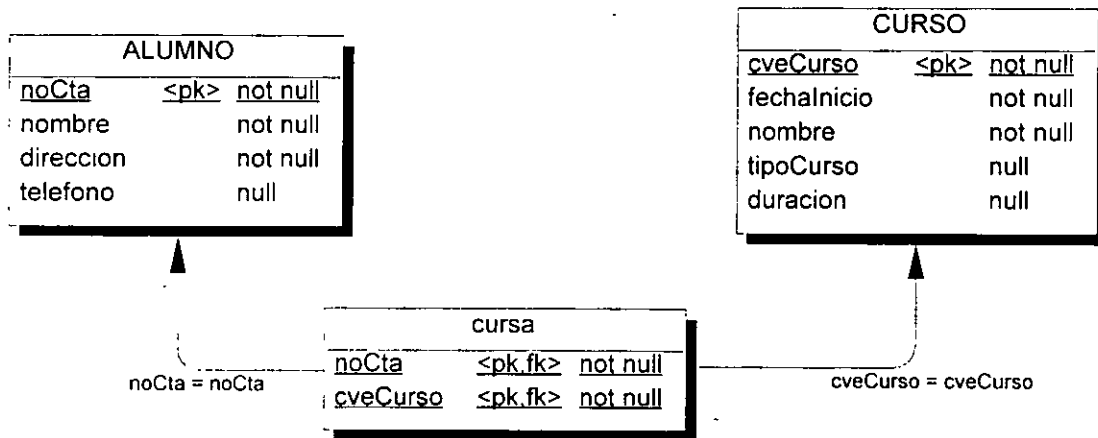 ALUMNO
noCta <pk> not null
nombre not null
direccion not null
telefono null
CURSO
cveCurso <pk> not null
fechaInicio not null
nombre not null
tipoCurso null
duracion null
cursa
noCta <pk,fk> not null
cveCurso <pk,fk> not null
noCta = noCta
cveCurso = cveCurso